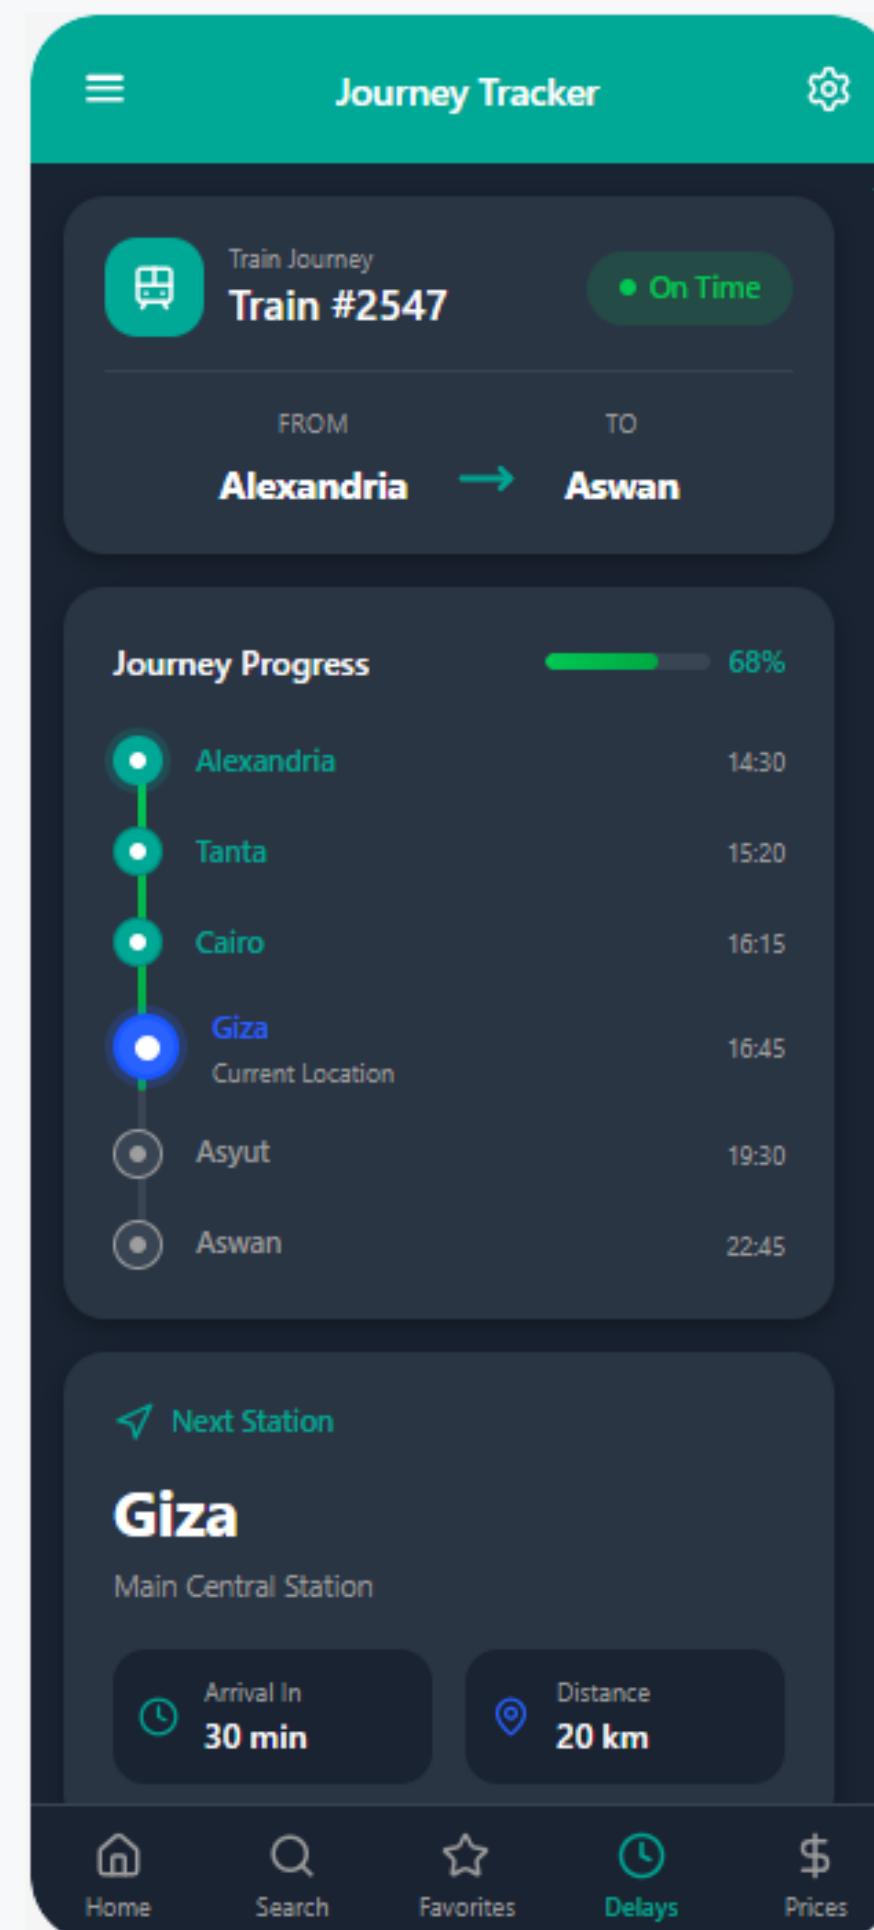 Journey Tracker
Train Journey
Train #2547
On Time
FROM
TO
Alexandria
Aswan
Journey Progress
68%
Alexandria
14:30
Tanta
15:20
Cairo
16:15
Giza
Current Location
16:45
Asyut
19:30
Aswan
22:45
Next Station
Giza
Main Central Station
Arrival In
30 min
Distance
20 km
Home
Search
Favorites
Delays
Prices